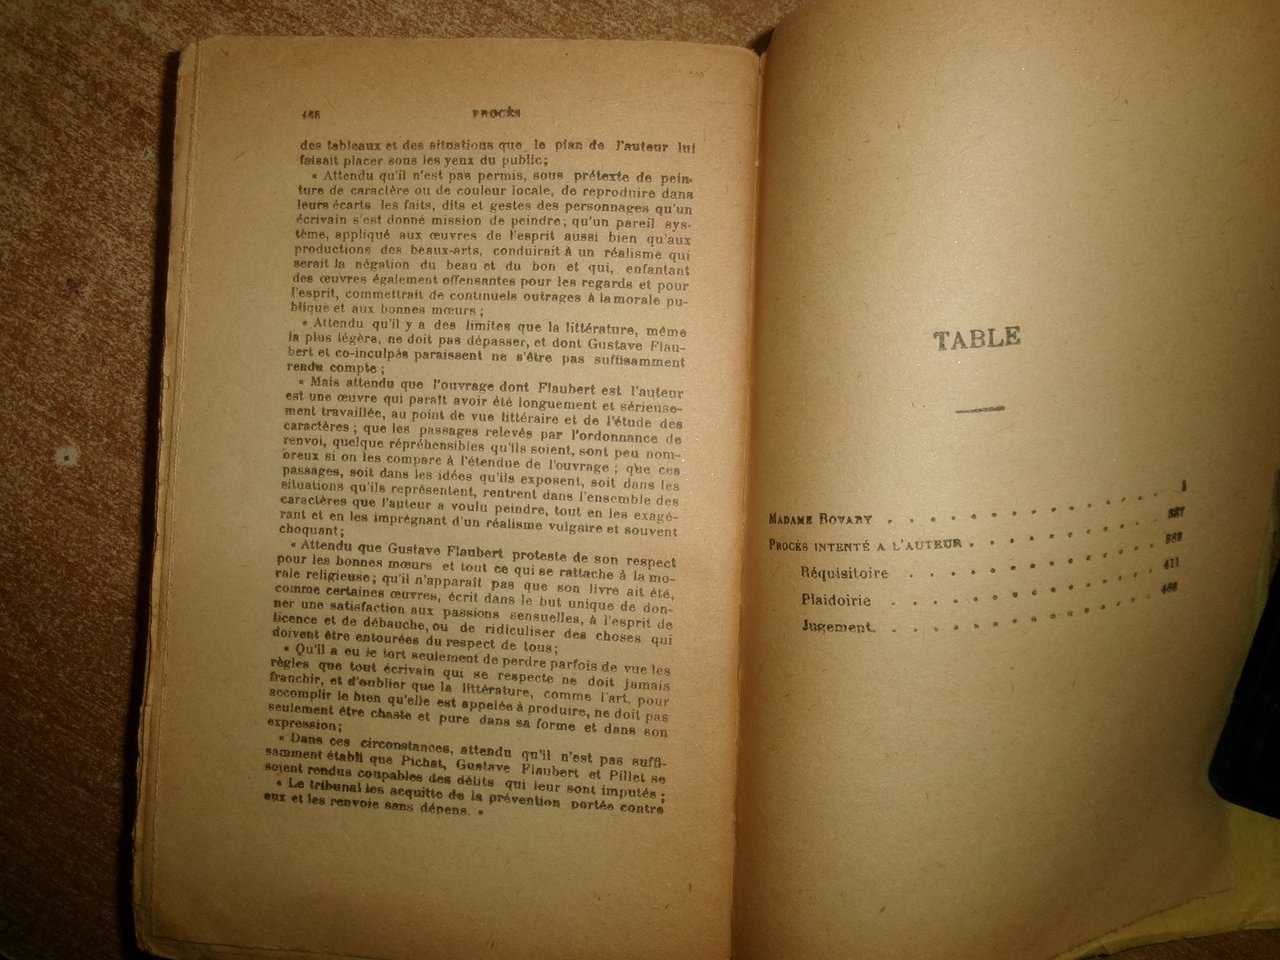 468 PROCÈS
des tableaux et des situations que le plan de l'auteur lui
faisait placer sous les yeux du public;
« Attendu qu'il n'est pas permis, sous prétexte de pein-
ture de caractère ou de couleur locale, de reproduire dans
leurs écarts les faits, dits et gestes des personnages qu'un
écrivain s'est donné mission de peindre; qu'un pareil sys-
tème, appliqué aux œuvres de l'esprit aussi bien qu'aux
productions des beaux-arts, conduirait à un réalisme qui
serait la négation du beau et du bon et qui, enfantant
des œuvres également offensantes pour les regards et pour
l'esprit, commettrait de continuels outrages à la morale pu-
blique et aux bonnes mœurs;
« Attendu qu'il y a des limites que la littérature, même
la plus légère, ne doit pas dépasser, et dont Gustave Flau-
bert et co-inculpés paraissent ne s'être pas suffisamment
rendu compte;
« Mais attendu que l'ouvrage dont Flaubert est l'auteur
est une œuvre qui paraît avoir été longuement et sérieuse-
ment travaillée, au point de vue littéraire et de l'étude des
caractères; que les passages relevés par l'ordonnance de
renvoi, quelque répréhensibles qu'ils soient, sont peu nom-
breux si on les compare à l'étendue de l'ouvrage; que ces
passages, soit dans les idées qu'ils exposent, soit dans les
situations qu'ils représentent, rentrent dans l'ensemble des
caractères que l'auteur a voulu peindre, tout en les exagé-
rant et en les imprégnant d'un réalisme vulgaire et souvent
choquant;
« Attendu que Gustave Flaubert proteste de son respect
pour les bonnes mœurs et tout ce qui se rattache à la mo-
rale religieuse; qu'il n'apparaît pas que son livre ait été,
comme certaines œuvres, écrit dans le but unique de don-
ner une satisfaction aux passions sensuelles, à l'esprit de
licence et de débauche, ou de ridiculiser des choses qui
doivent être entourées du respect de tous;
« Qu'il a eu le tort seulement de perdre parfois de vue les
règles que tout écrivain qui se respecte ne doit jamais
franchir, et d'oublier que la littérature, comme l'art, pour
accomplir le bien qu'elle est appelée à produire, ne doit pas
seulement être chaste et pure dans sa forme et dans son
expression;
« Dans ces circonstances, attendu qu'il n'est pas suffi-
samment établi que Pichat, Gustave Flaubert et Pillet se
soient rendus coupables des délits qui leur sont imputés;
« Le tribunal les acquitte de la prévention portée contre
eux et les renvoie sans dépens. »
TABLE
MADAME BOVARY . . . . . . . . . . . . 1
PROCÈS INTENTÉ A L'AUTEUR . . . . . . . . . 387
Réquisitoire . . . . . . . . . . . 389
Plaidoirie . . . . . . . . . . . . 411
Jugement. . . . . . . . . . . . . 466